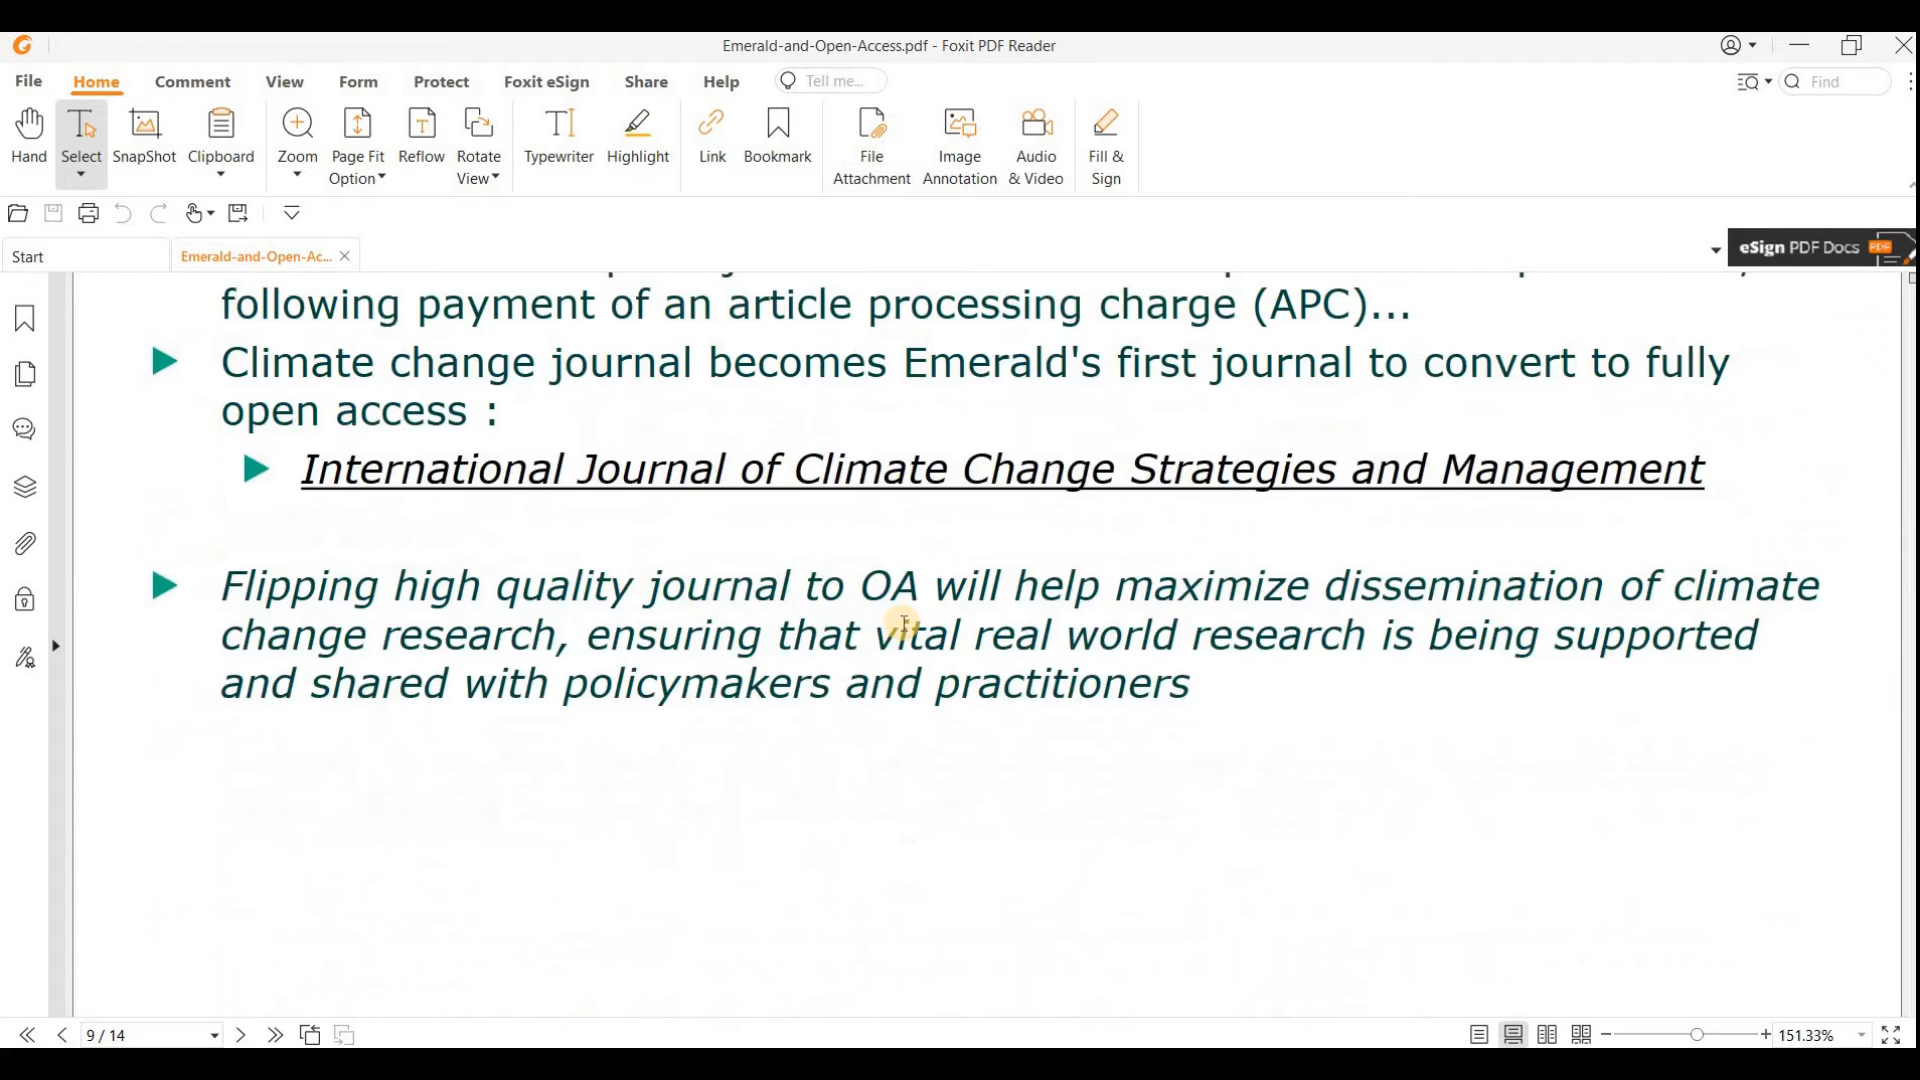 Emerald-and-Open-Access.pdf - Foxit PDF Reader
File Home Comment View Form Protect Foxit eSign Share Help Tell me... Find
Hand Select SnapShot Clipboard Zoom Page Fit Option Reflow Rotate View Typewriter Highlight Link Bookmark File Attachment Image Annotation Audio & Video Fill & Sign
Start Emerald-and-Open-Ac... eSign PDF Docs PDF
following payment of an article processing charge (APC)...
Climate change journal becomes Emerald's first journal to convert to fully
open access :
International Journal of Climate Change Strategies and Management
Flipping high quality journal to OA will help maximize dissemination of climate
change research, ensuring that vital real world research is being supported
and shared with policymakers and practitioners
9 / 14 151.33%